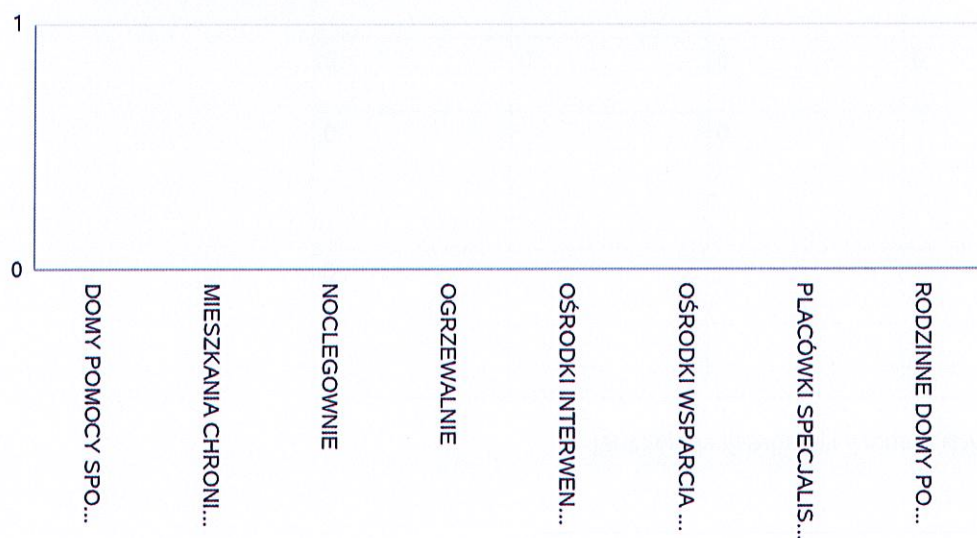 1
0
DOMY POMOCY SPO...
MIESZKANIA CHRONI...
NOCLEGOWNIE
OGRZEWALNIE
OŚRODKI INTERWEN...
OŚRODKI WSPARCIA ...
PLACÓWKI SPECJALIS...
RODZINNE DOMY PO...